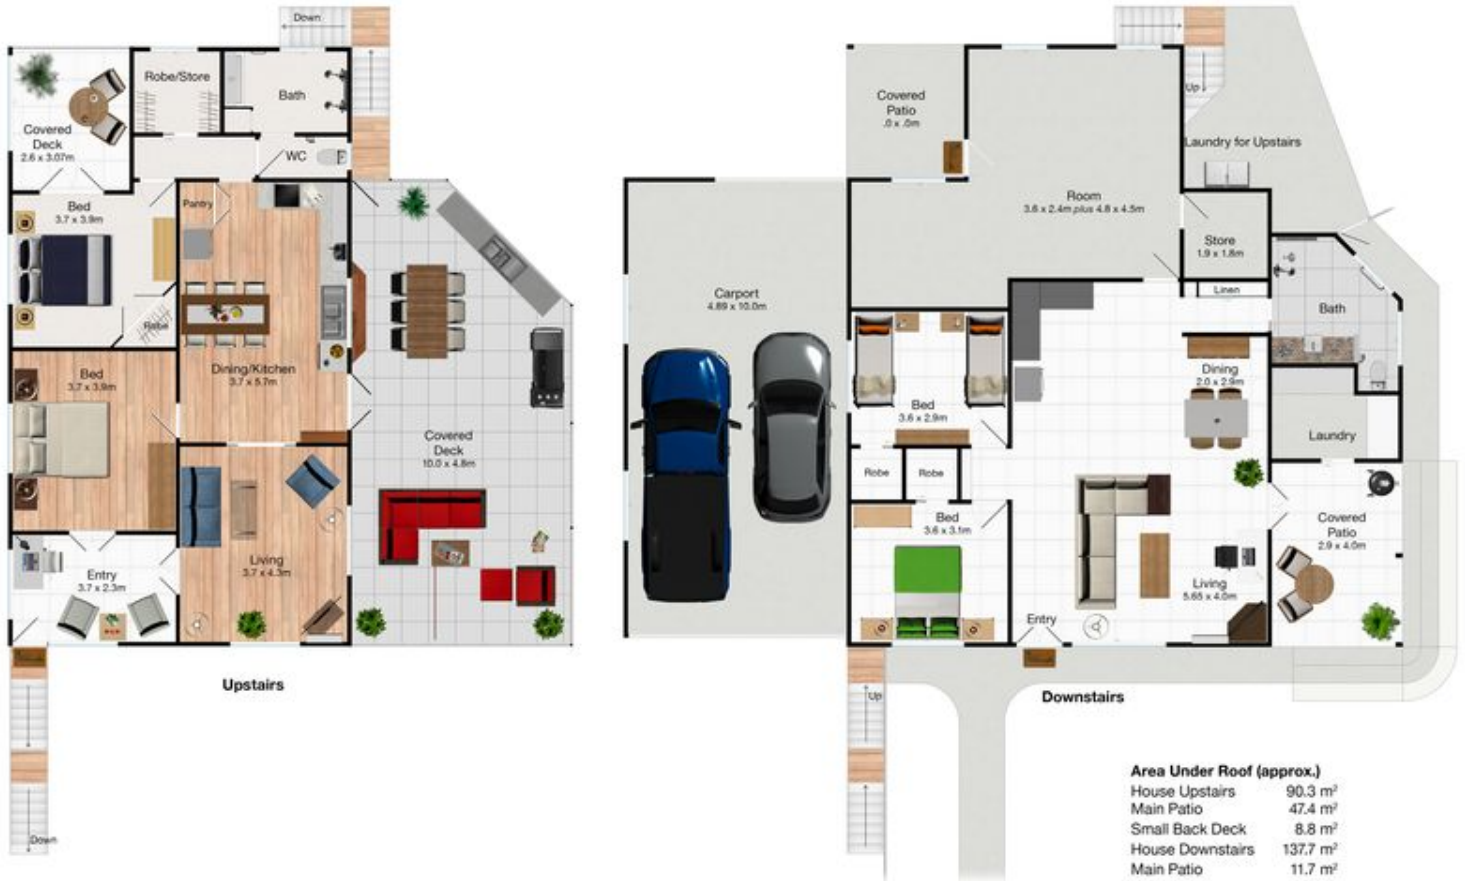 Down
Robe/Store
Bath
Covered
Deck
2.6 x 3.07m
WC
Bed
3.7 x 3.9m
Pantry
Robe
Bed
3.7 x 3.9m
Dining/Kitchen
3.7 x 5.7m
Covered
Deck
10.0 x 4.8m
Entry
3.7 x 2.3m
Living
3.7 x 4.3m
Upstairs
Down
Up
Covered
Patio
.0 x .0m
Laundry for Upstairs
Room
3.6 x 2.4m plus 4.8 x 4.5m
Store
1.9 x 1.8m
Linen
Carport
4.89 x 10.0m
Bath
Dining
2.0 x 2.9m
Bed
3.6 x 2.9m
Laundry
Robe
Robe
Bed
3.6 x 3.1m
Covered
Patio
2.9 x 4.0m
Living
5.65 x 4.0m
Entry
Up
Downstairs
Area Under Roof (approx.)
House Upstairs 90.3 m²
Main Patio 47.4 m²
Small Back Deck 8.8 m²
House Downstairs 137.7 m²
Main Patio 11.7 m²